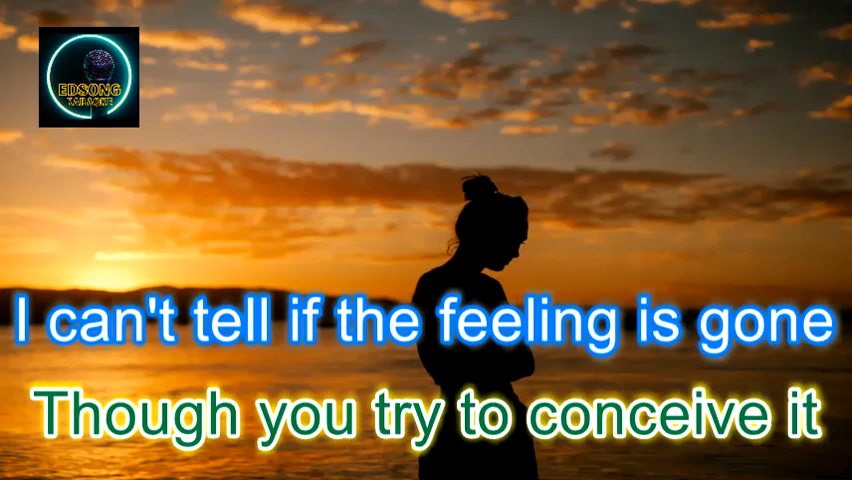 EDSONG
KARAOKE
I can't tell if the feeling is gone
Though you try to conceive it